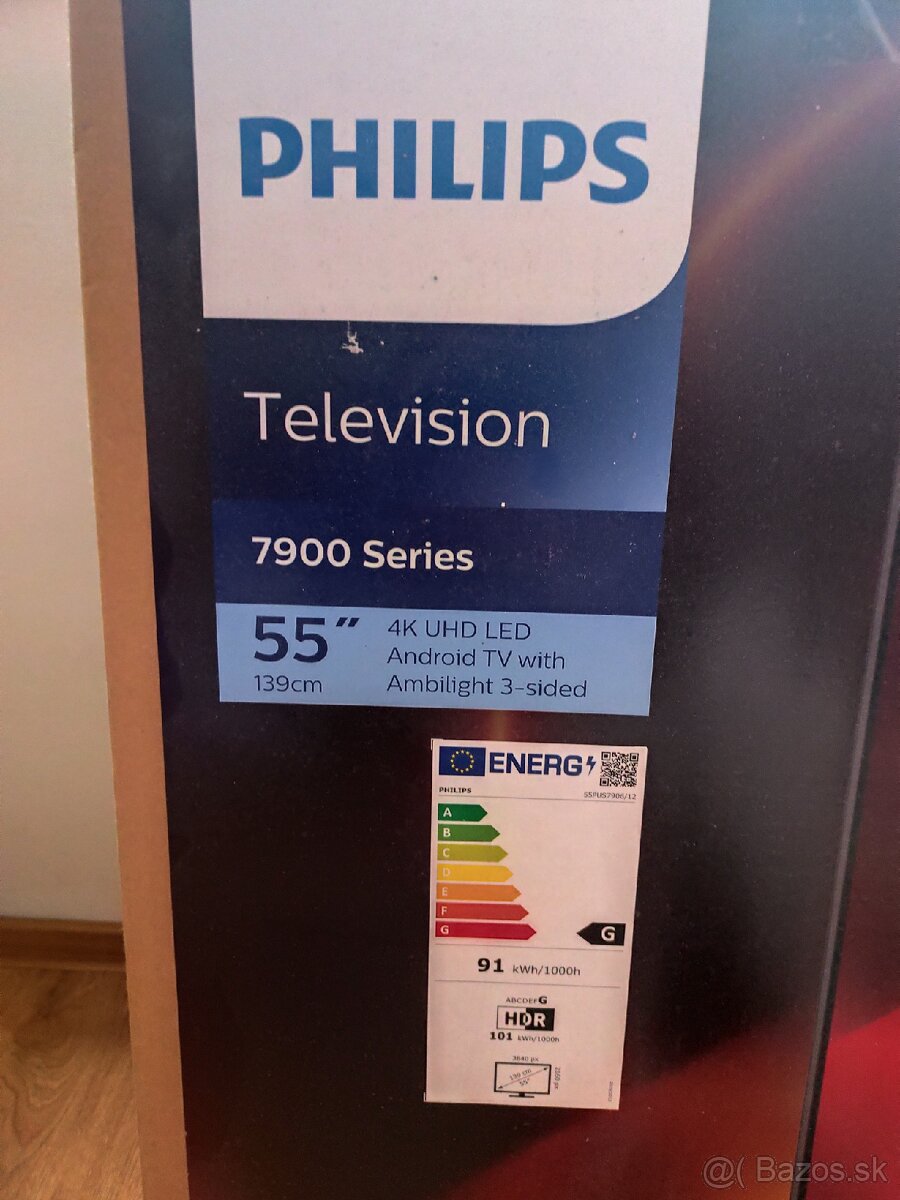 PHILIPS
Television
7900 Series
55"
139cm
4K UHD LED
Android TV with
Ambilight 3-sided
ENERG
PHILIPS
55PUS7906/12
A
B
C
D
E
F
G
G
91 kWh/1000h
ABCDEFG
HDR
101 kWh/1000h
3840 px
2160 px
139 cm
55"
@( Bazos.sk